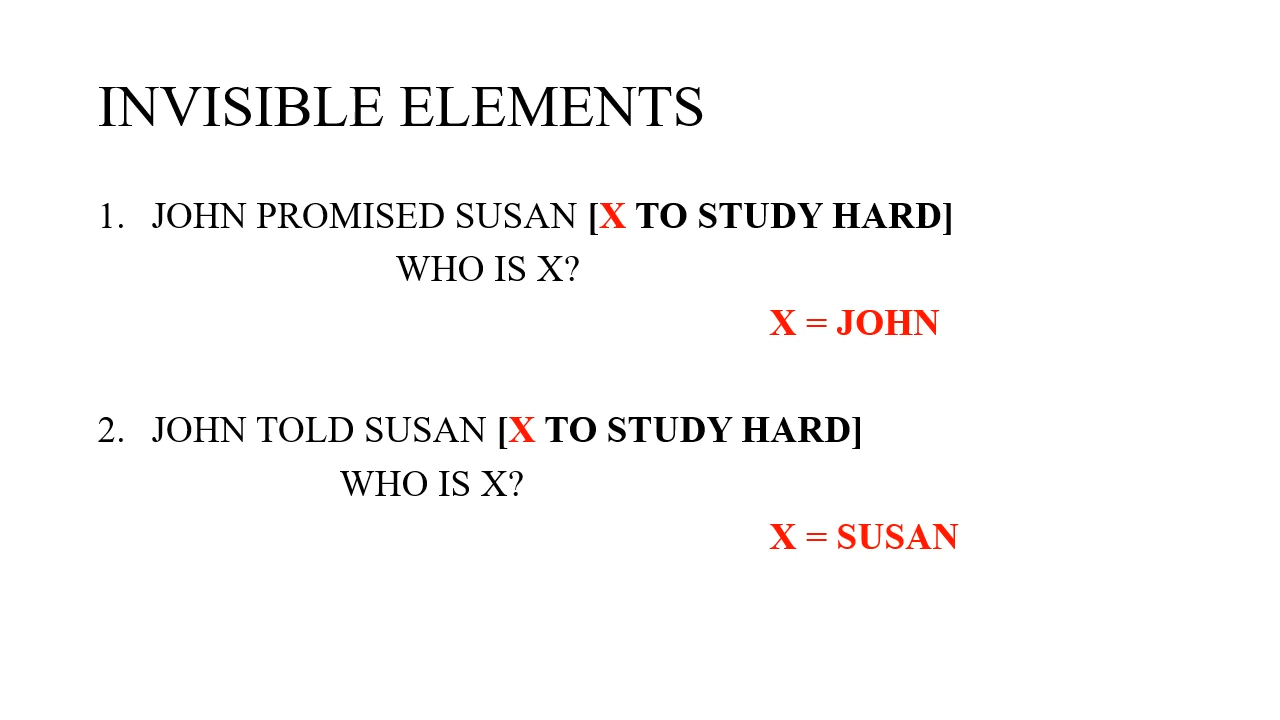 INVISIBLE ELEMENTS
1. JOHN PROMISED SUSAN [X TO STUDY HARD]
WHO IS X?
X = JOHN
2. JOHN TOLD SUSAN [X TO STUDY HARD]
WHO IS X?
X = SUSAN